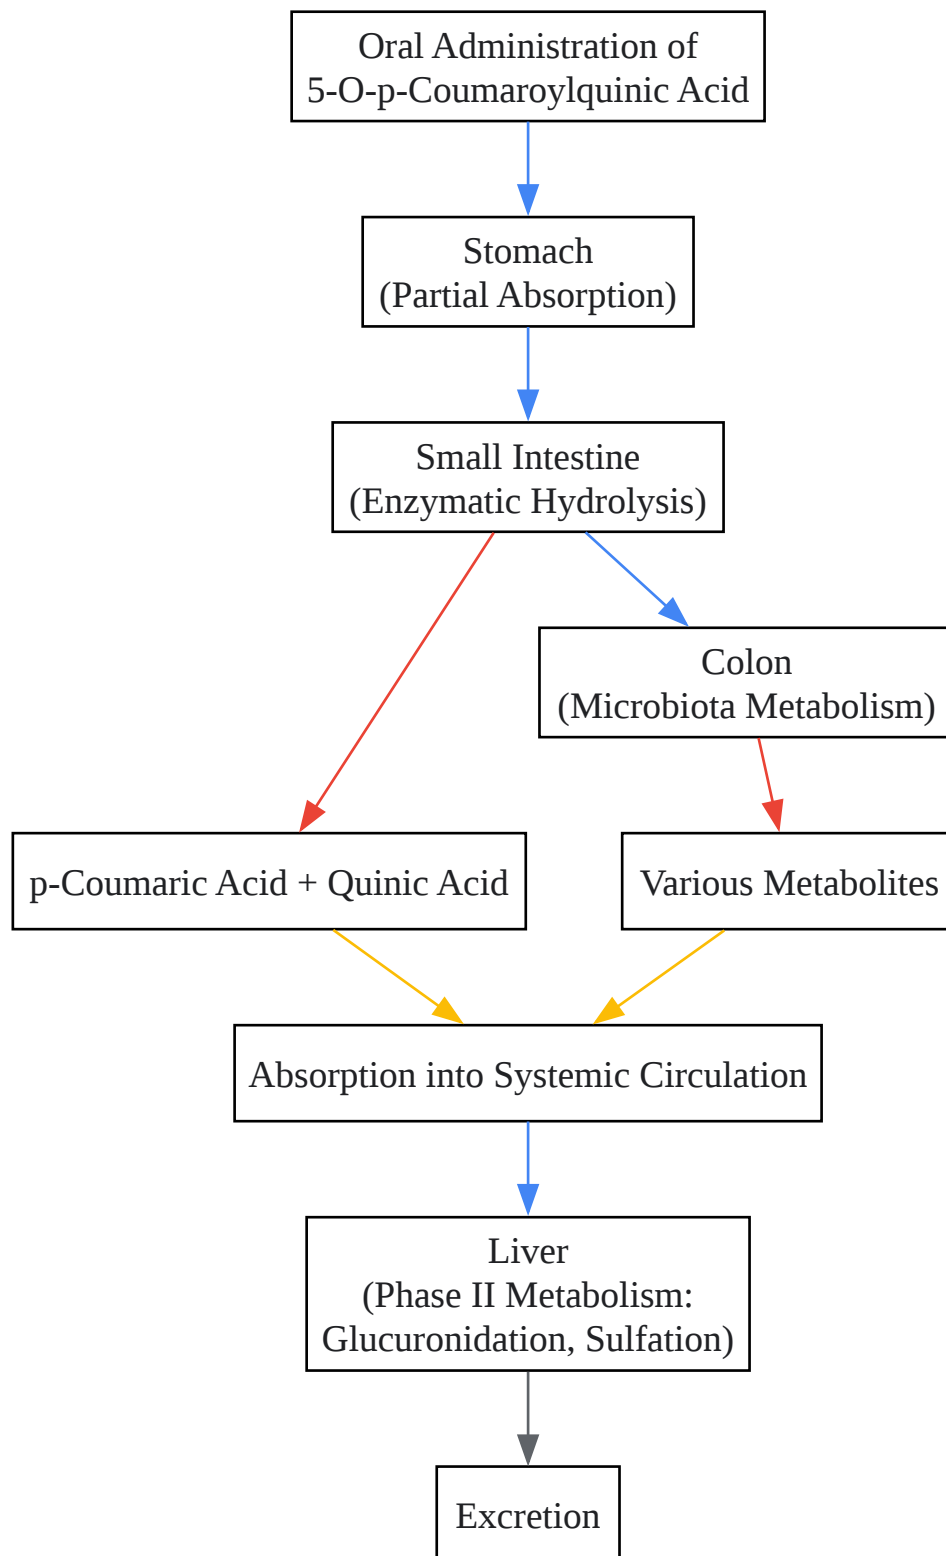 Oral Administration of
5-O-p-Coumaroylquinic Acid
Stomach
(Partial Absorption)
Small Intestine
(Enzymatic Hydrolysis)
Colon
(Microbiota Metabolism)
p-Coumaric Acid + Quinic Acid
Various Metabolites
Absorption into Systemic Circulation
Liver
(Phase II Metabolism:
Glucuronidation, Sulfation)
Excretion